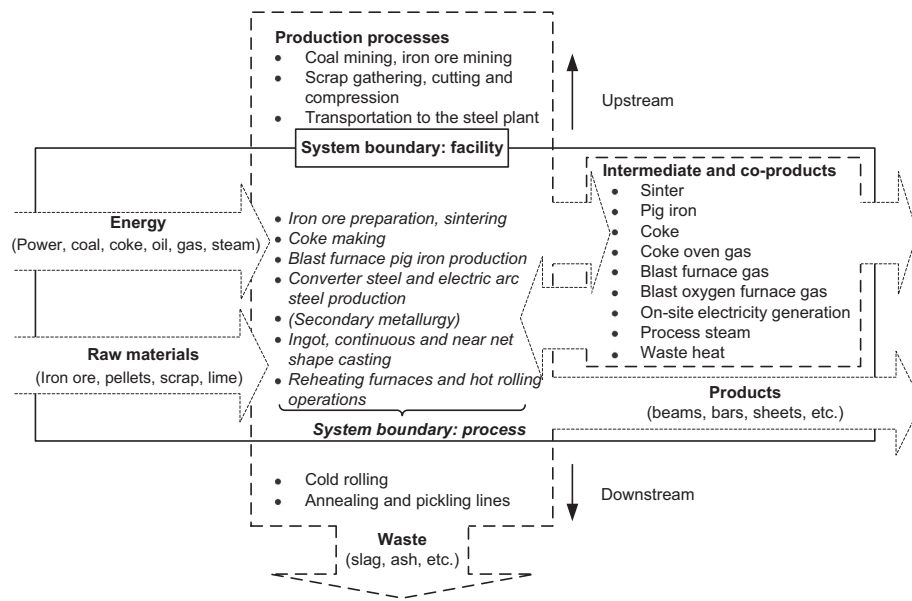 Production processes
• Coal mining, iron ore mining
• Scrap gathering, cutting and
compression
• Transportation to the steel plant
Upstream
System boundary: facility
Energy
(Power, coal, coke, oil, gas, steam)
Raw materials
(Iron ore, pellets, scrap, lime)
• Iron ore preparation, sintering
• Coke making
• Blast furnace pig iron production
• Converter steel and electric arc
steel production
• (Secondary metallurgy)
• Ingot, continuous and near net
shape casting
• Reheating furnaces and hot rolling
operations
System boundary: process
Intermediate and co-products
• Sinter
• Pig iron
• Coke
• Coke oven gas
• Blast furnace gas
• Blast oxygen furnace gas
• On-site electricity generation
• Process steam
• Waste heat
Products
(beams, bars, sheets, etc.)
• Cold rolling
• Annealing and pickling lines
Downstream
Waste
(slag, ash, etc.)